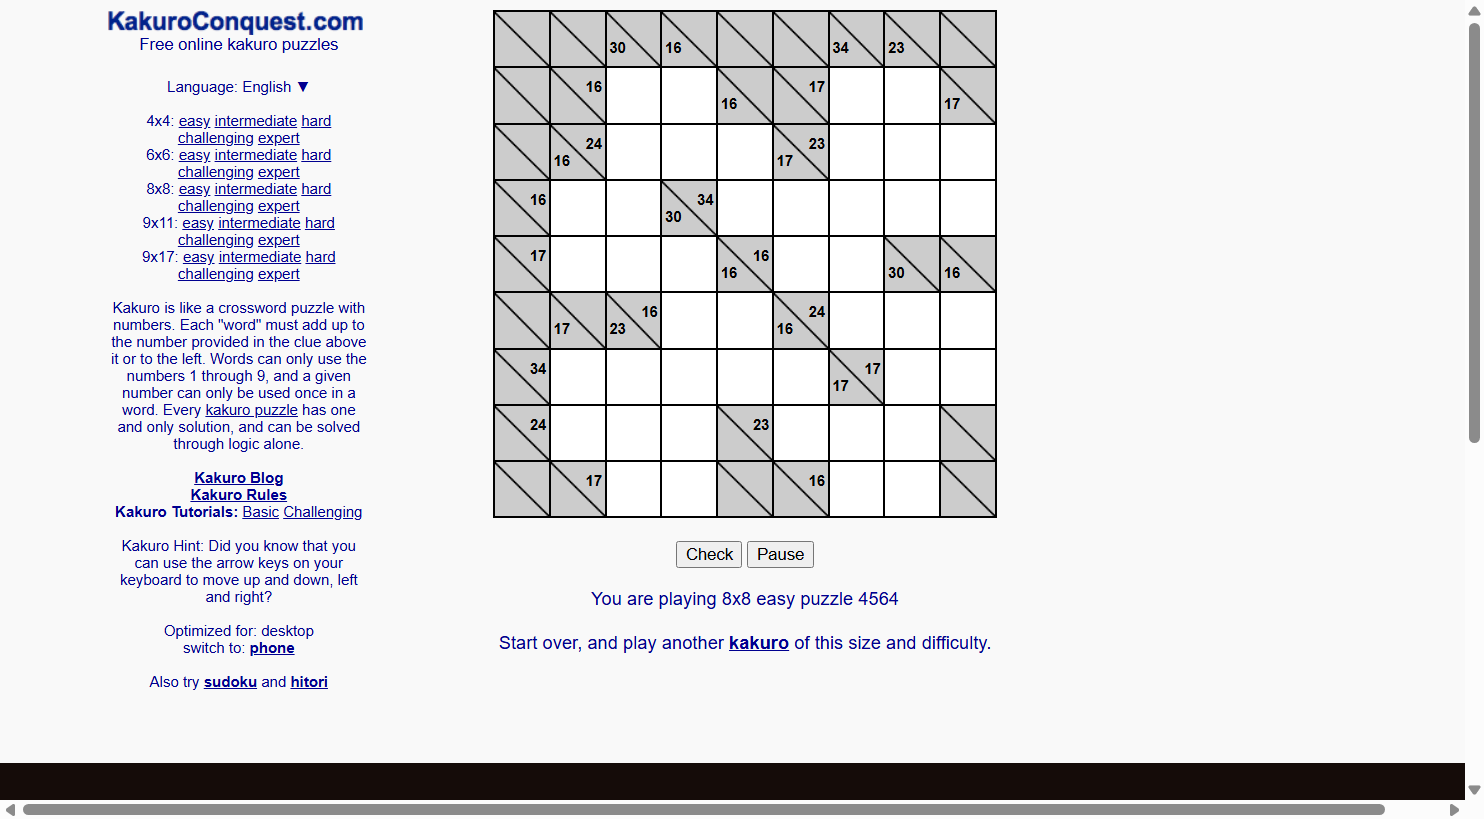 KakuroConquest.com
Free online kakuro puzzles
Language: English ▼
4x4: easy intermediate hard
challenging expert
6x6: easy intermediate hard
challenging expert
8x8: easy intermediate hard
challenging expert
9x11: easy intermediate hard
challenging expert
9x17: easy intermediate hard
challenging expert
Kakuro is like a crossword puzzle with
numbers. Each "word" must add up to
the number provided in the clue above
it or to the left. Words can only use the
numbers 1 through 9, and a given
number can only be used once in a
word. Every kakuro puzzle has one
and only solution, and can be solved
through logic alone.
Kakuro Blog
Kakuro Rules
Kakuro Tutorials: Basic Challenging
Kakuro Hint: Did you know that you
can use the arrow keys on your
keyboard to move up and down, left
and right?
Optimized for: desktop
switch to: phone
Also try sudoku and hitori
30 16 34 23
16 16 17 17
24 16 23 17
16 34 30
17 16 16 30 16
17 16 23 24 16
34 17 17
24 23
17 16
Check Pause
You are playing 8x8 easy puzzle 4564
Start over, and play another kakuro of this size and difficulty.